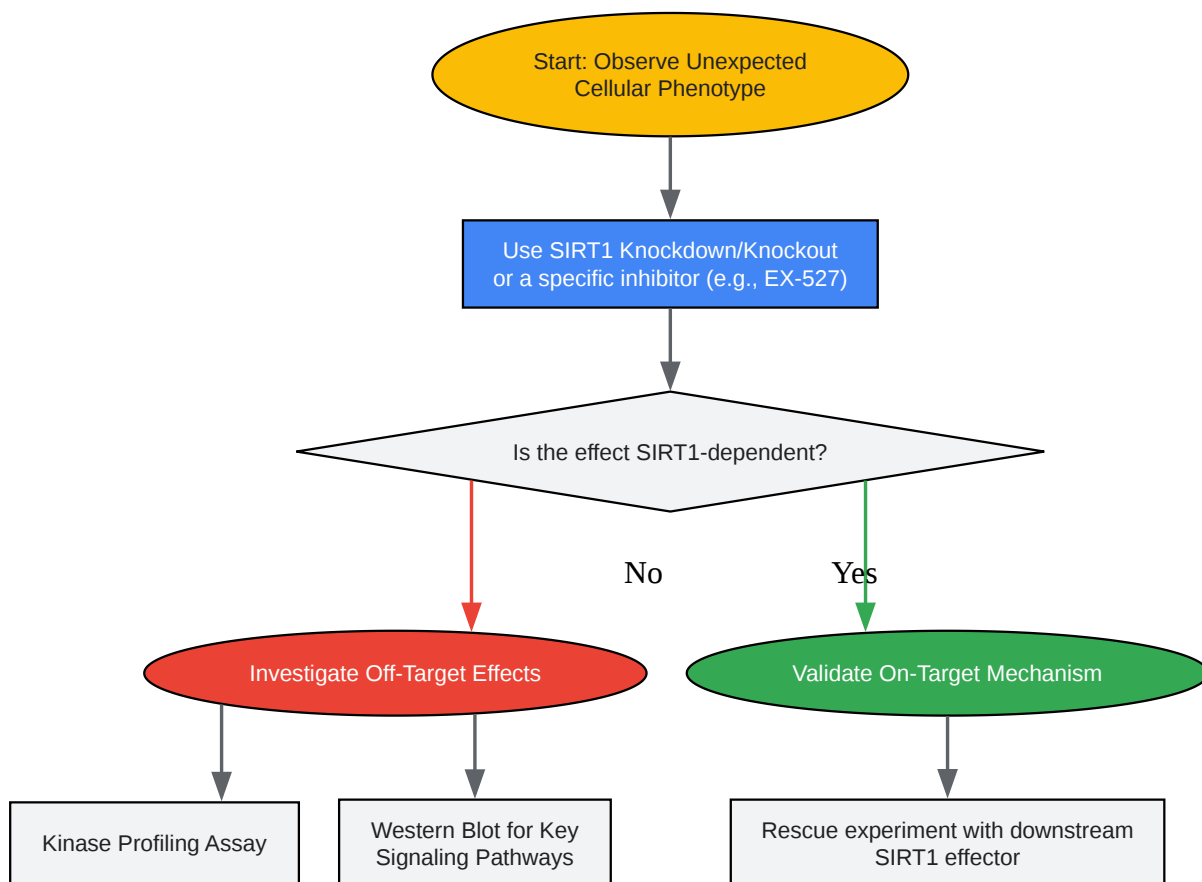 Start: Observe Unexpected
Cellular Phenotype
Use SIRT1 Knockdown/Knockout
or a specific inhibitor (e.g., EX-527)
Is the effect SIRT1-dependent?
No
Yes
Investigate Off-Target Effects
Validate On-Target Mechanism
Kinase Profiling Assay
Western Blot for Key
Signaling Pathways
Rescue experiment with downstream
SIRT1 effector